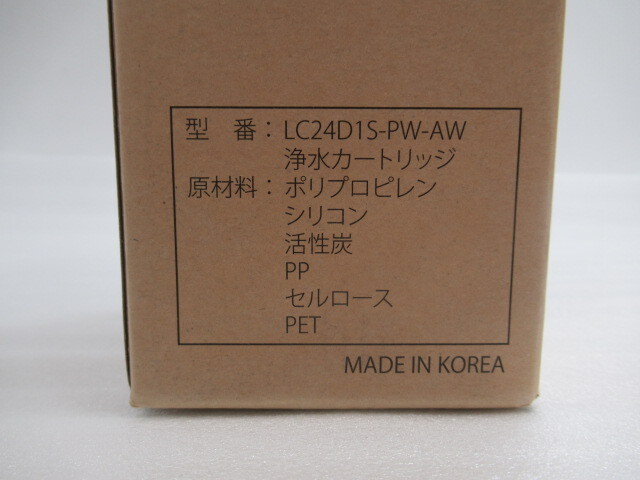 型 番： LC24D1S-PW-AW
浄水カートリッジ
原材料： ポリプロピレン
シリコン
活性炭
PP
セルロース
PET
MADE IN KOREA